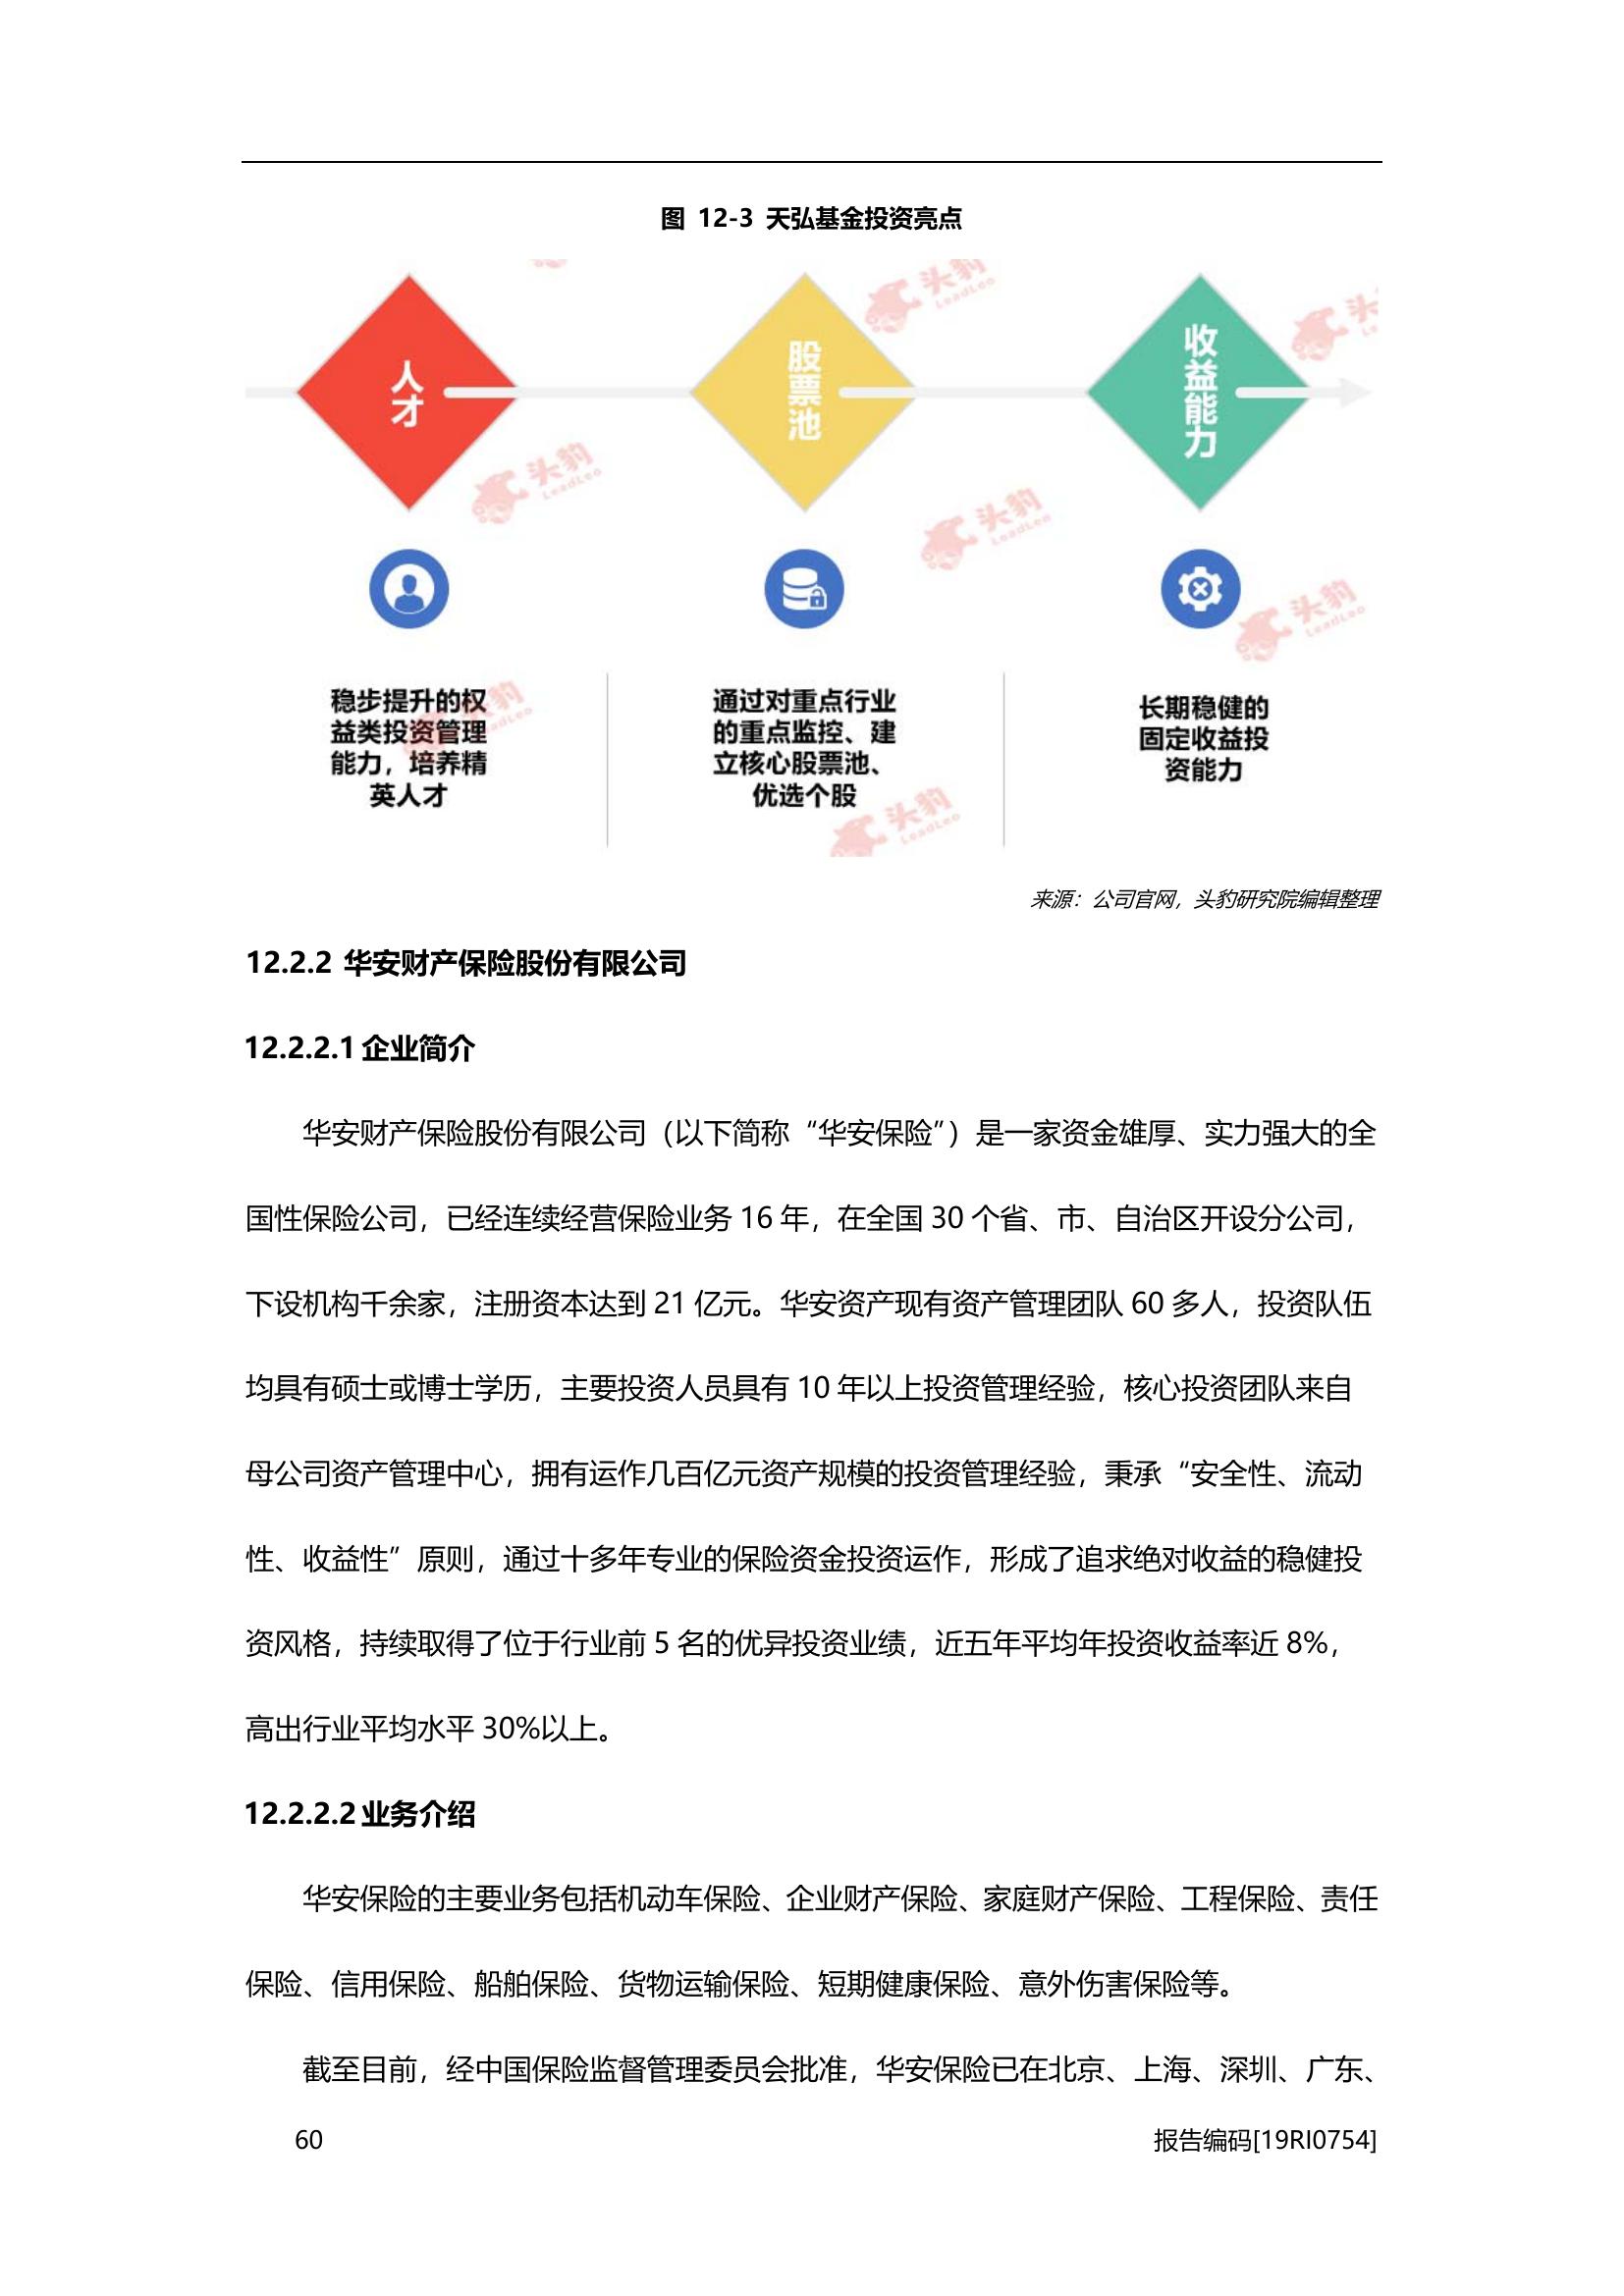 图 12-3 天弘基金投资亮点
人才
股票池
收益能力
头豹
LeadLeo
头豹
LeadLeo
头豹
LeadLeo
头豹
LeadLeo
稳步提升的权
益类投资管理
能力，培养精
英人才
通过对重点行业
的重点监控、建
立核心股票池、
优选个股
长期稳健的
固定收益投
资能力
头豹
LeadLeo
来源：公司官网，头豹研究院编辑整理
12.2.2 华安财产保险股份有限公司
12.2.2.1 企业简介
华安财产保险股份有限公司（以下简称“华安保险”）是一家资金雄厚、实力强大的全
国性保险公司，已经连续经营保险业务 16 年，在全国 30 个省、市、自治区开设分公司，
下设机构千余家，注册资本达到 21 亿元。华安资产现有资产管理团队 60 多人，投资队伍
均具有硕士或博士学历，主要投资人员具有 10 年以上投资管理经验，核心投资团队来自
母公司资产管理中心，拥有运作几百亿元资产规模的投资管理经验，秉承“安全性、流动
性、收益性”原则，通过十多年专业的保险资金投资运作，形成了追求绝对收益的稳健投
资风格，持续取得了位于行业前 5 名的优异投资业绩，近五年平均年投资收益率近 8%，
高出行业平均水平 30%以上。
12.2.2.2 业务介绍
华安保险的主要业务包括机动车保险、企业财产保险、家庭财产保险、工程保险、责任
保险、信用保险、船舶保险、货物运输保险、短期健康保险、意外伤害保险等。
截至目前，经中国保险监督管理委员会批准，华安保险已在北京、上海、深圳、广东、
60
报告编码[19RI0754]